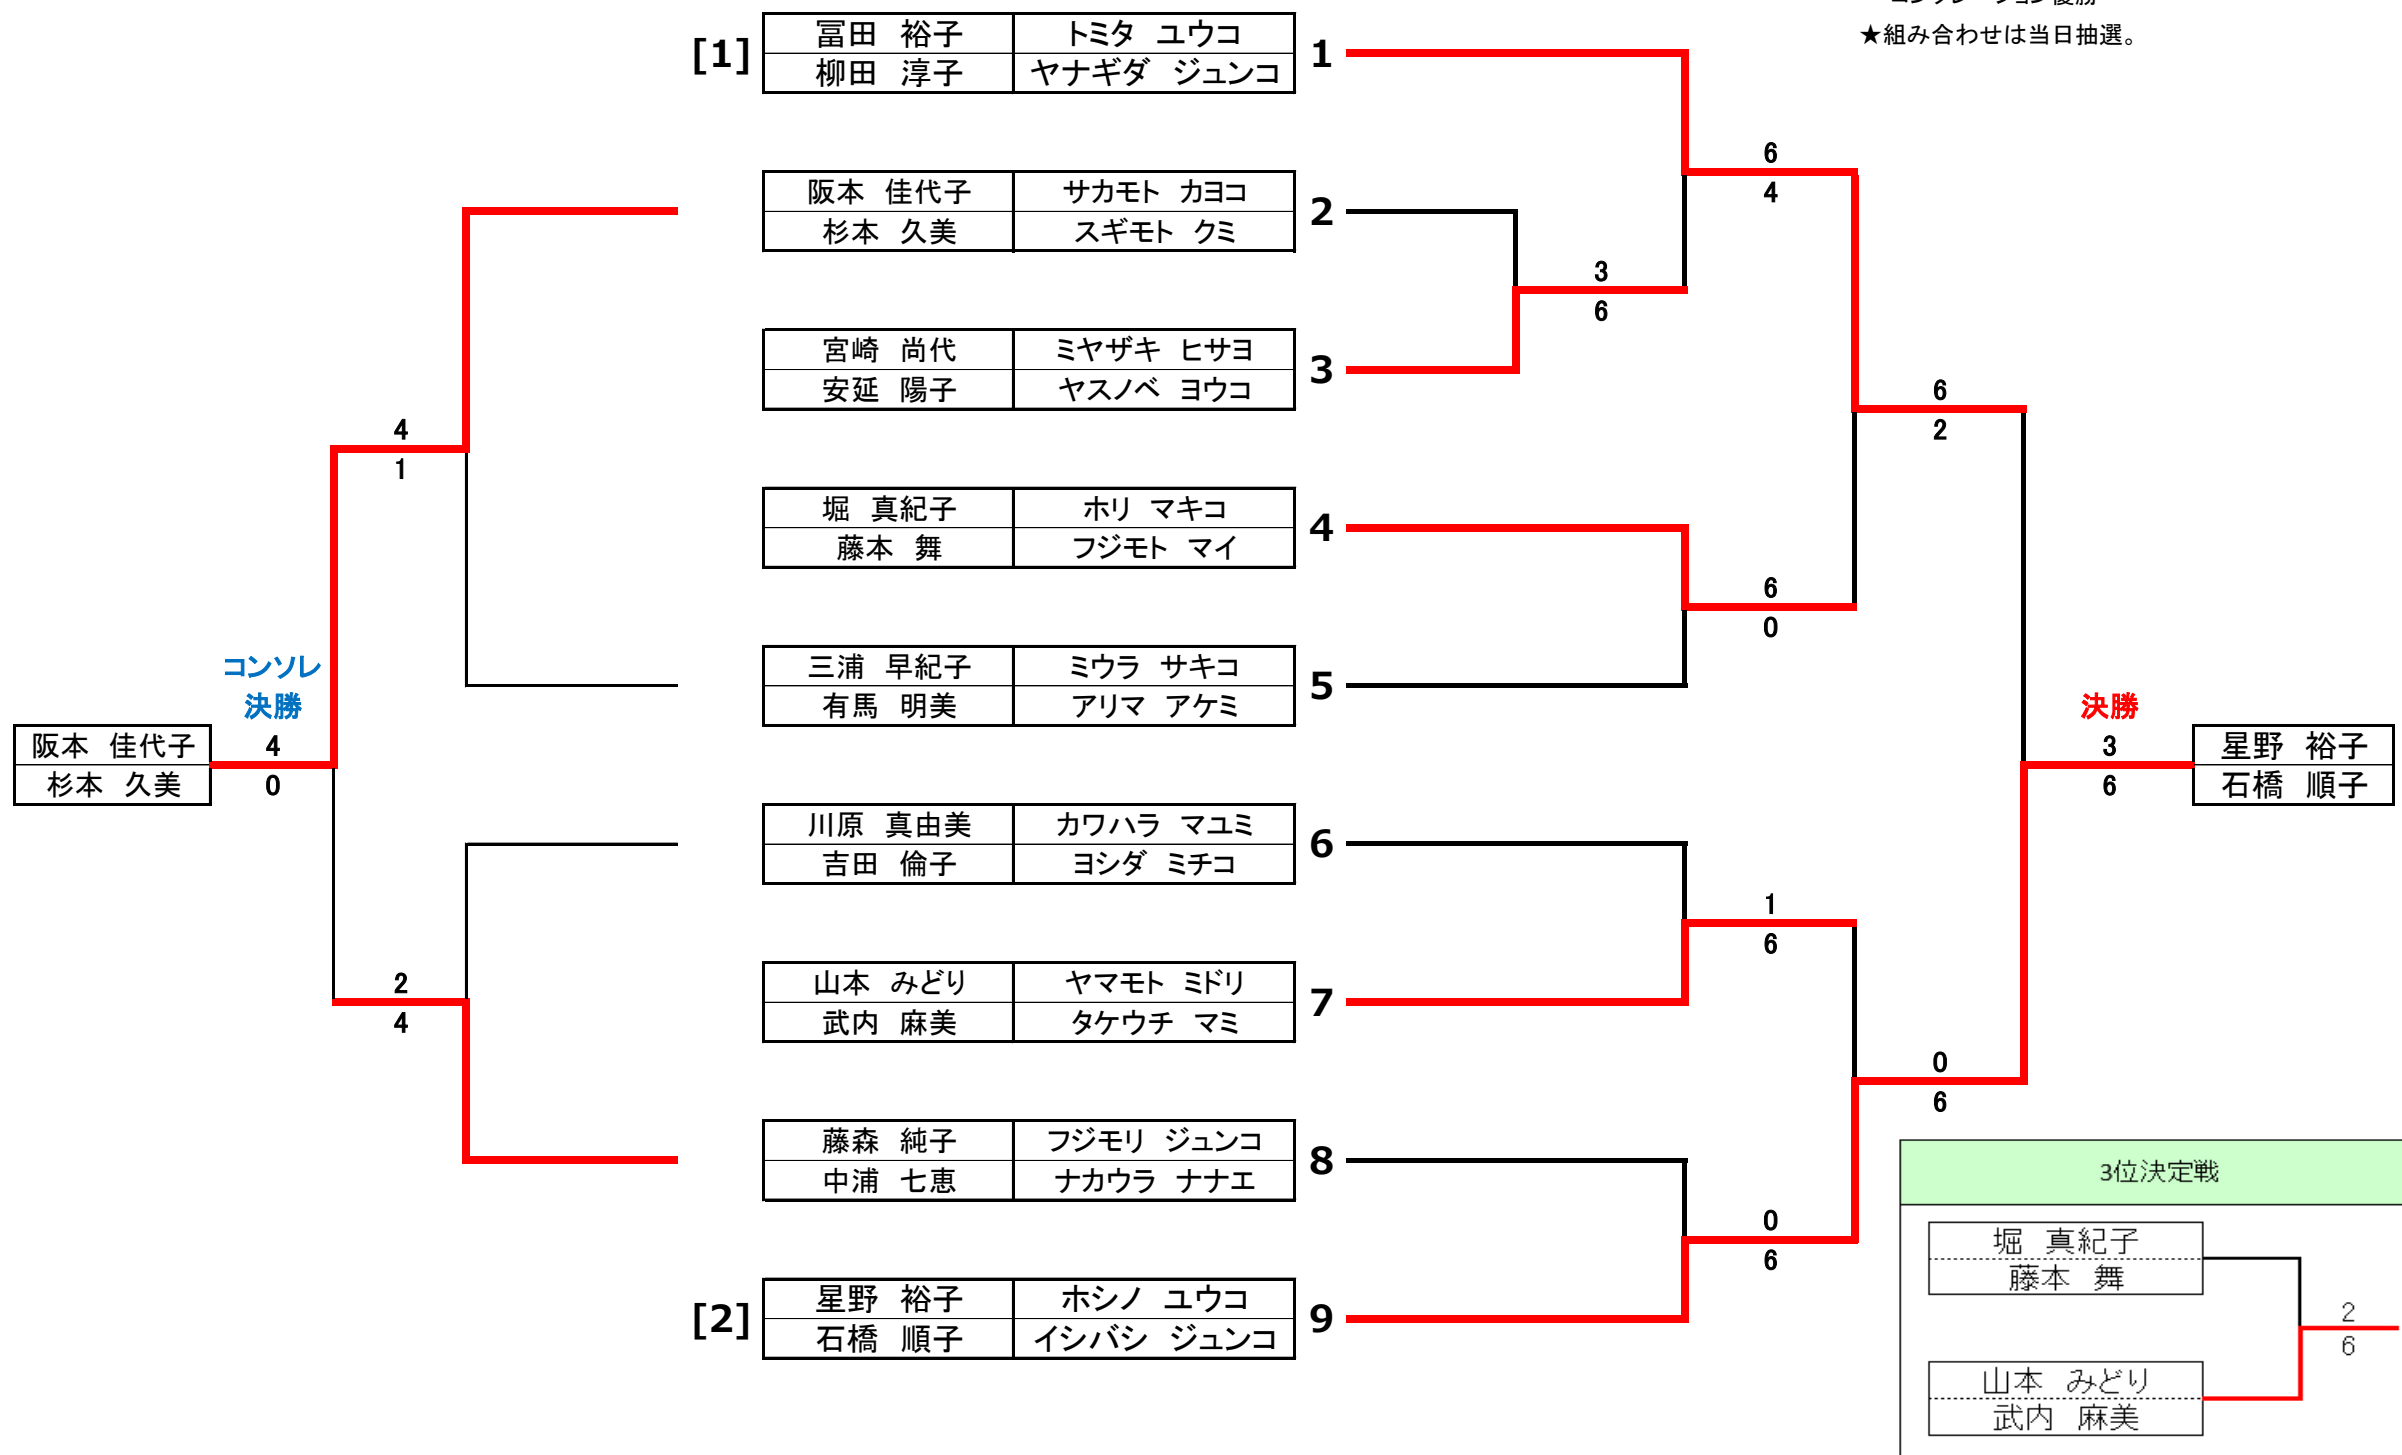 コンソレーション優勝
★組み合わせは当日抽選。
[1] 冨田 裕子 トミタ ユウコ 1
柳田 淳子 ヤナギダ ジュンコ
6
4
阪本 佳代子 サカモト カヨコ 2
杉本 久美 スギモト クミ
3
6
宮崎 尚代 ミヤザキ ヒサヨ 3
安延 陽子 ヤスノベ ヨウコ
6
2
4
1
堀 真紀子 ホリ マキコ 4
藤本 舞 フジモト マイ
6
0
三浦 早紀子 ミウラ サキコ 5
有馬 明美 アリマ アケミ
コンソレ
決勝
阪本 佳代子 4
杉本 久美 0
決勝
3 星野 裕子
6 石橋 順子
川原 真由美 カワハラ マユミ 6
吉田 倫子 ヨシダ ミチコ
1
6
山本 みどり ヤマモト ミドリ 7
武内 麻美 タケウチ マミ
2
4
0
6
藤森 純子 フジモリ ジュンコ 8
中浦 七恵 ナカウラ ナナエ
0
6
[2] 星野 裕子 ホシノ ユウコ 9
石橋 順子 イシバシ ジュンコ
3位決定戦
堀 真紀子
藤本 舞
2
6
山本 みどり
武内 麻美